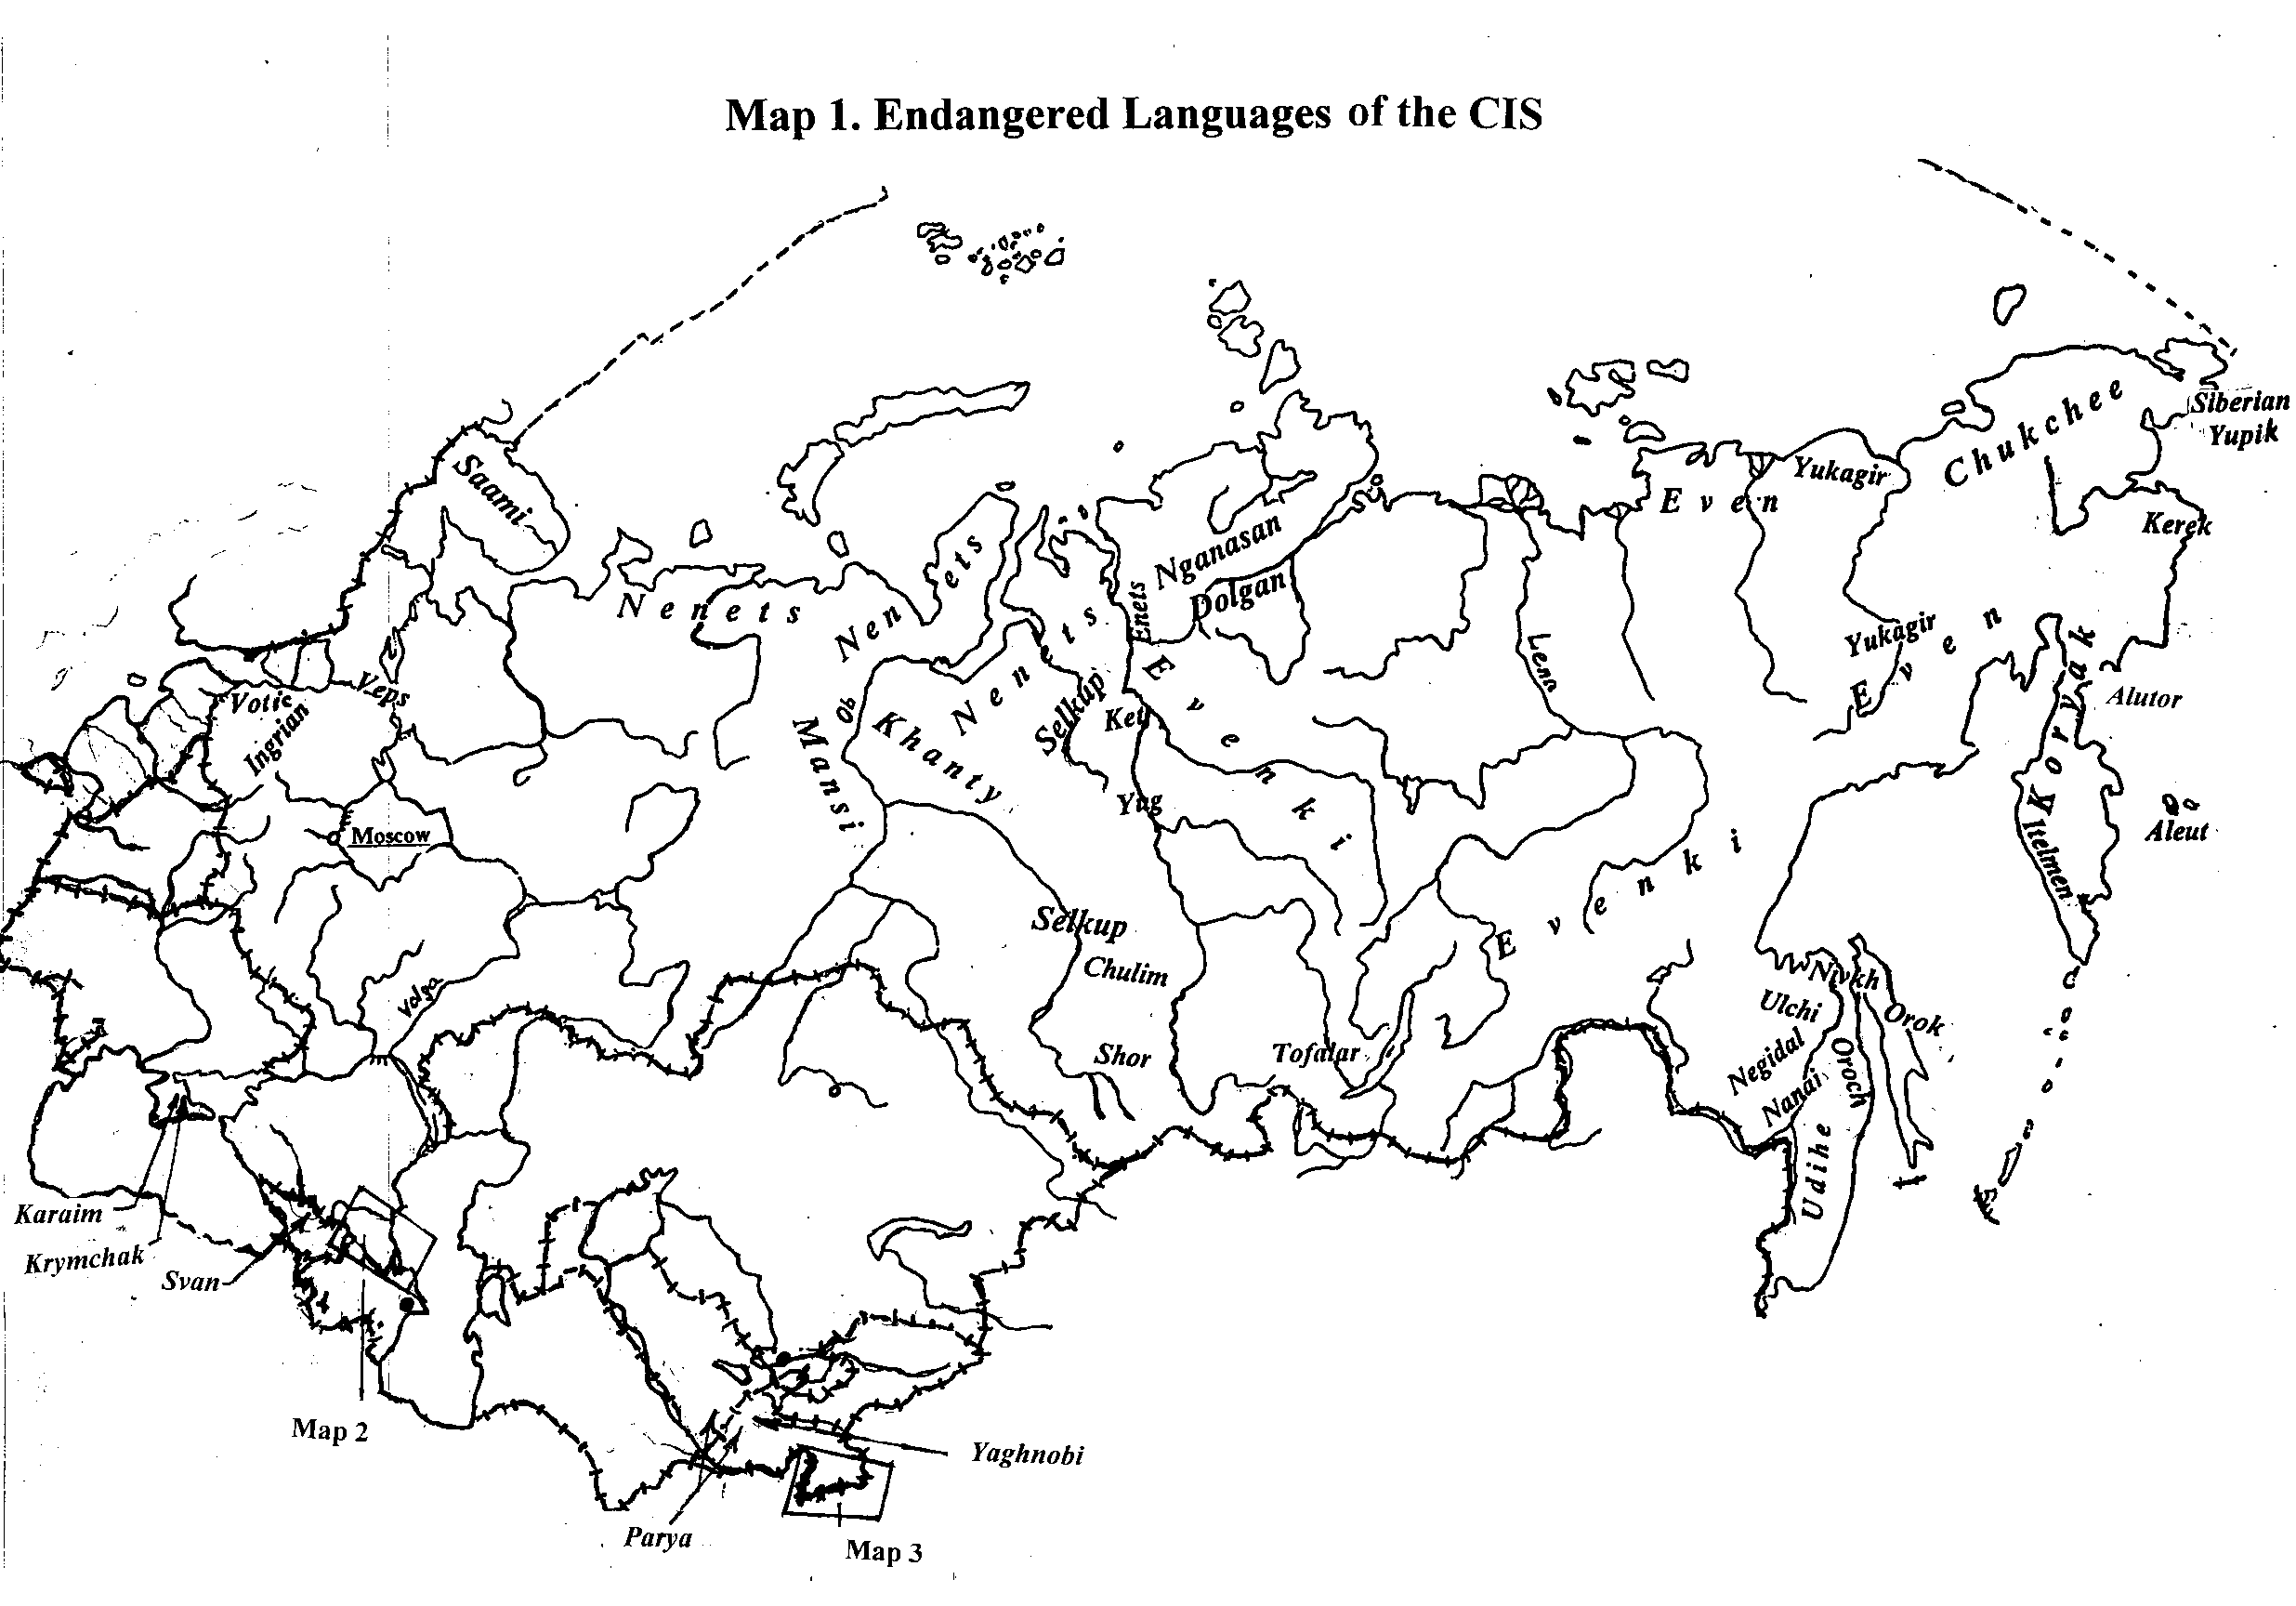 Map 1. Endangered Languages of the CIS
Siberian
Yupik
Chukchee
Saami
Yukagir
Even
Kerek
Nganasan
Nenets
Nenets
Dolgan
Enets
Nenets
Yukagir
Even
Koryak
Alutor
Veps
Votic
Ingrian
Lena
Ob
Mansi
Khanty
Selkup
Ket
Evenki
Yug
Moscow
Itelmen
Aleut
Evenki
Selkup
Chulim
Volga
Nivkh
Ulchi
Orok
Shor
Tofalar
Negidal
Nanai
Oroch
Udihe
Karaim
Krymchak
Svan
Map 2
Yaghnobi
Parya
Map 3